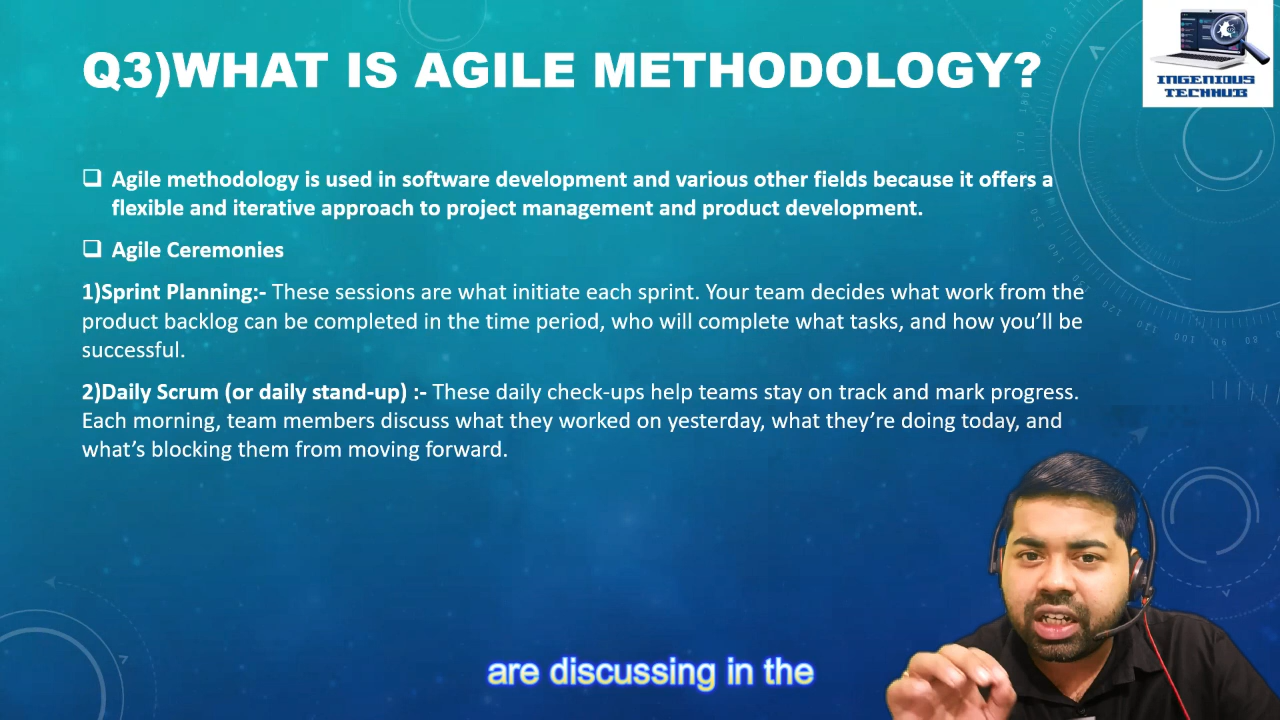 Q3)WHAT IS AGILE METHODOLOGY?
INGENIOUS
TECHHUB
❑ Agile methodology is used in software development and various other fields because it offers a
flexible and iterative approach to project management and product development.
❑ Agile Ceremonies
1)Sprint Planning:- These sessions are what initiate each sprint. Your team decides what work from the
product backlog can be completed in the time period, who will complete what tasks, and how you’ll be
successful.
2)Daily Scrum (or daily stand-up) :- These daily check-ups help teams stay on track and mark progress.
Each morning, team members discuss what they worked on yesterday, what they’re doing today, and
what’s blocking them from moving forward.
are discussing in the